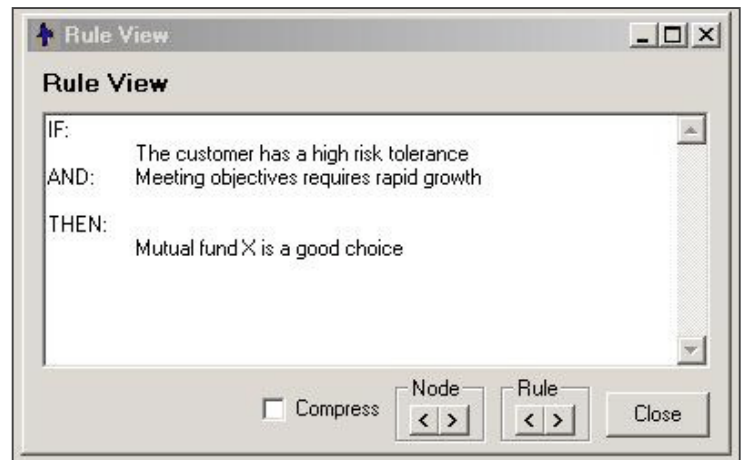 Rule View
Rule View
IF:
The customer has a high risk tolerance
AND: Meeting objectives requires rapid growth
THEN:
Mutual fund X is a good choice
Compress
Node
< >
Rule
< >
Close